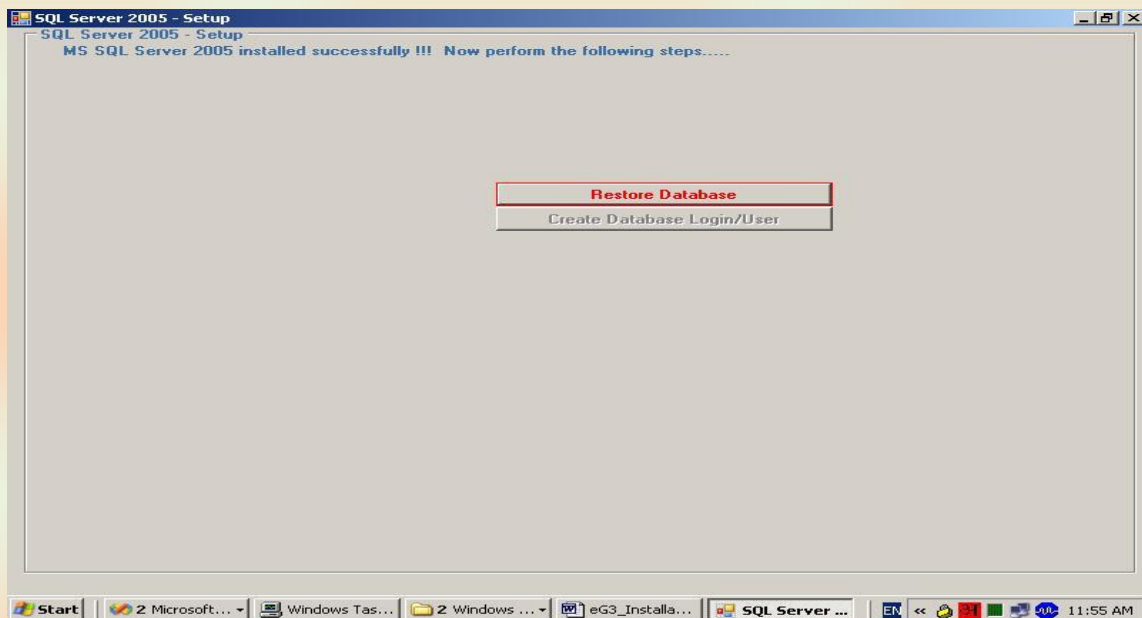 SQL Server 2005 - Setup
SQL Server 2005 - Setup
MS SQL Server 2005 installed successfully !!! Now perform the following steps.....
Restore Database
Create Database Login/User
Start 2 Microsoft... Windows Tas... 2 Windows ... eG3_Installa... SQL Server ... EN « अ 11:55 AM